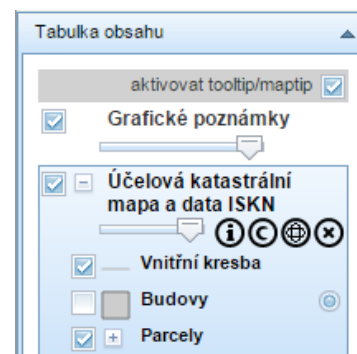 Tabulka obsahu
aktivovat tooltip/maptip
Grafické poznámky
Účelová katastrální
mapa a data ISKN
Vnitřní kresba
Budovy
Parcely